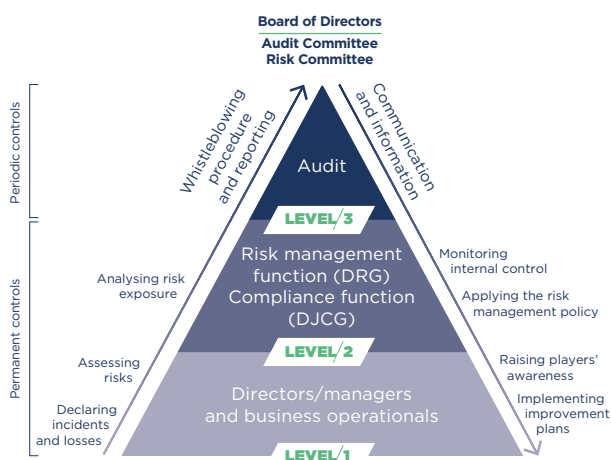 Board of Directors
Audit Committee
Risk Committee
Whistleblowing
procedure
and reporting
Communication
and information
Periodic controls
Audit
LEVEL/3
Permanent controls
Risk management
function (DRG)
Compliance function
(DJCG)
Analysing risk
exposure
Monitoring
internal control
Applying the risk
management policy
LEVEL/2
Assessing
risks
Raising players’
awareness
Directors/managers
and business operationals
Declaring
incidents
and losses
Implementing
improvement
plans
LEVEL/1